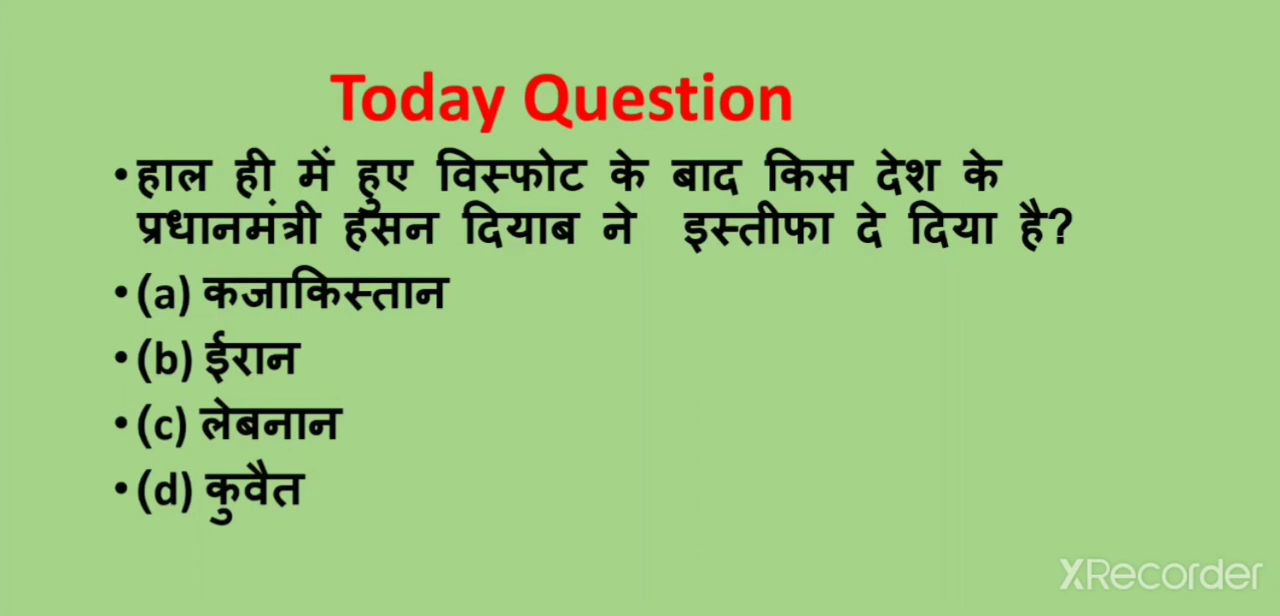 Today Question
•हाल ही में हुए विस्फोट के बाद किस देश के
प्रधानमंत्री हसन दियाब ने इस्तीफा दे दिया है?
•(a) कजाकिस्तान
•(b) ईरान
•(c) लेबनान
•(d) कुवैत
XRecorder